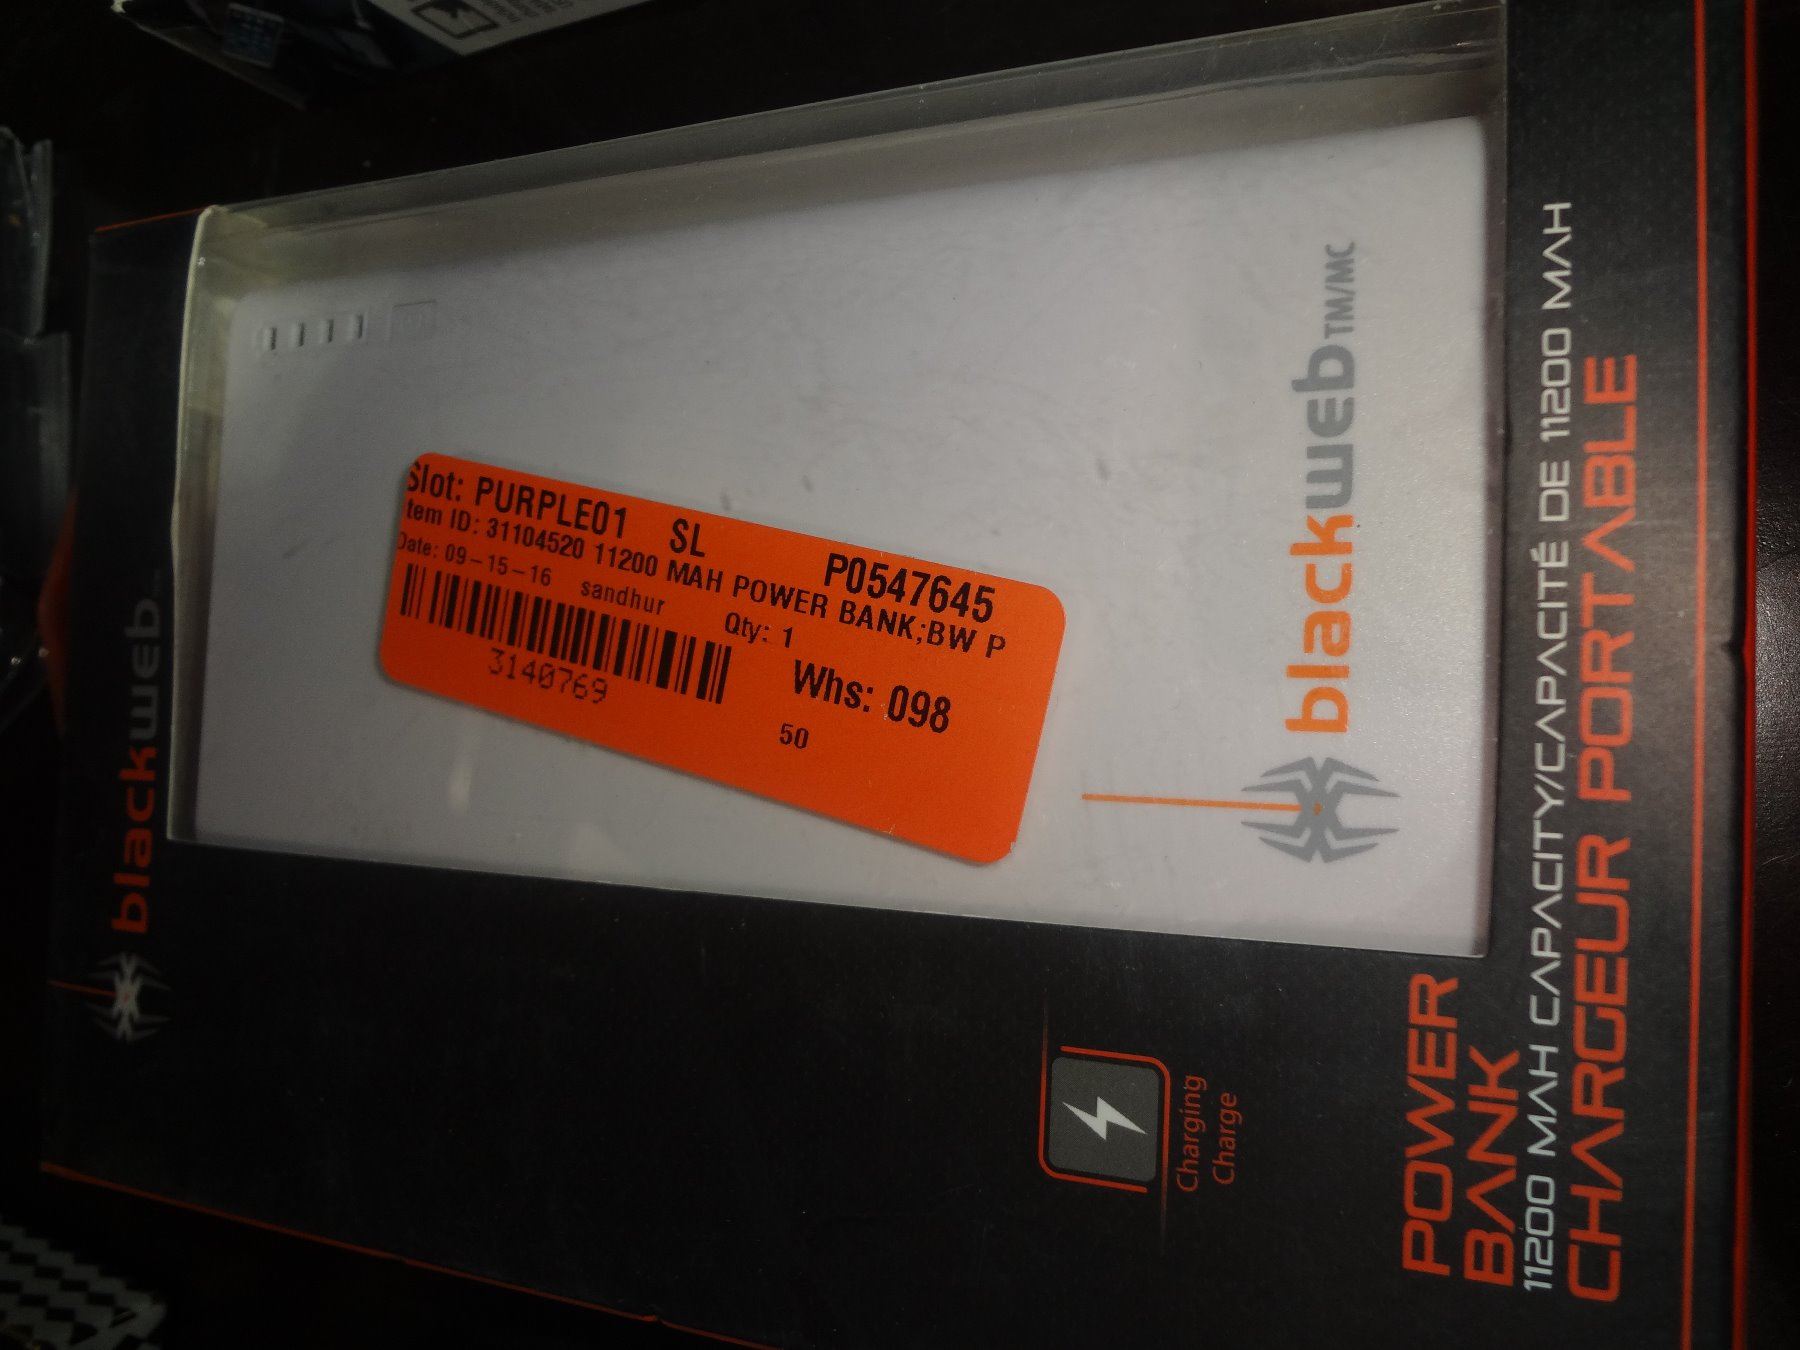 blackweb
Slot: PURPLE01 SL P0547645
tem ID: 31104520 11200 MAH POWER BANK;BW P
Date: 09-15-16 sandhur Qty: 1
Whs: 098
3140769
50
blackweb TM/MC
Charging
Charge
POWER
BANK
11200 MAH CAPACITY/CAPACITÉ DE 11200 MAH
CHARGEUR PORTABLE